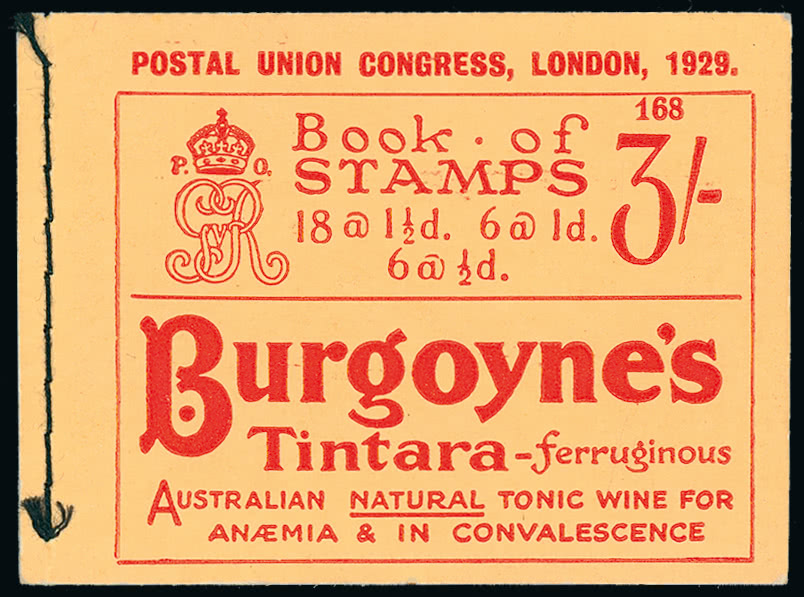 POSTAL UNION CONGRESS, LONDON, 1929.
168
P. O.
GRV
Book · of
STAMPS
3/-
18 @ 1½d. 6 @ 1d.
6 @ ½d.
Burgoyne's
Tintara-ferruginous
AUSTRALIAN NATURAL TONIC WINE FOR
ANÆMIA & IN CONVALESCENCE